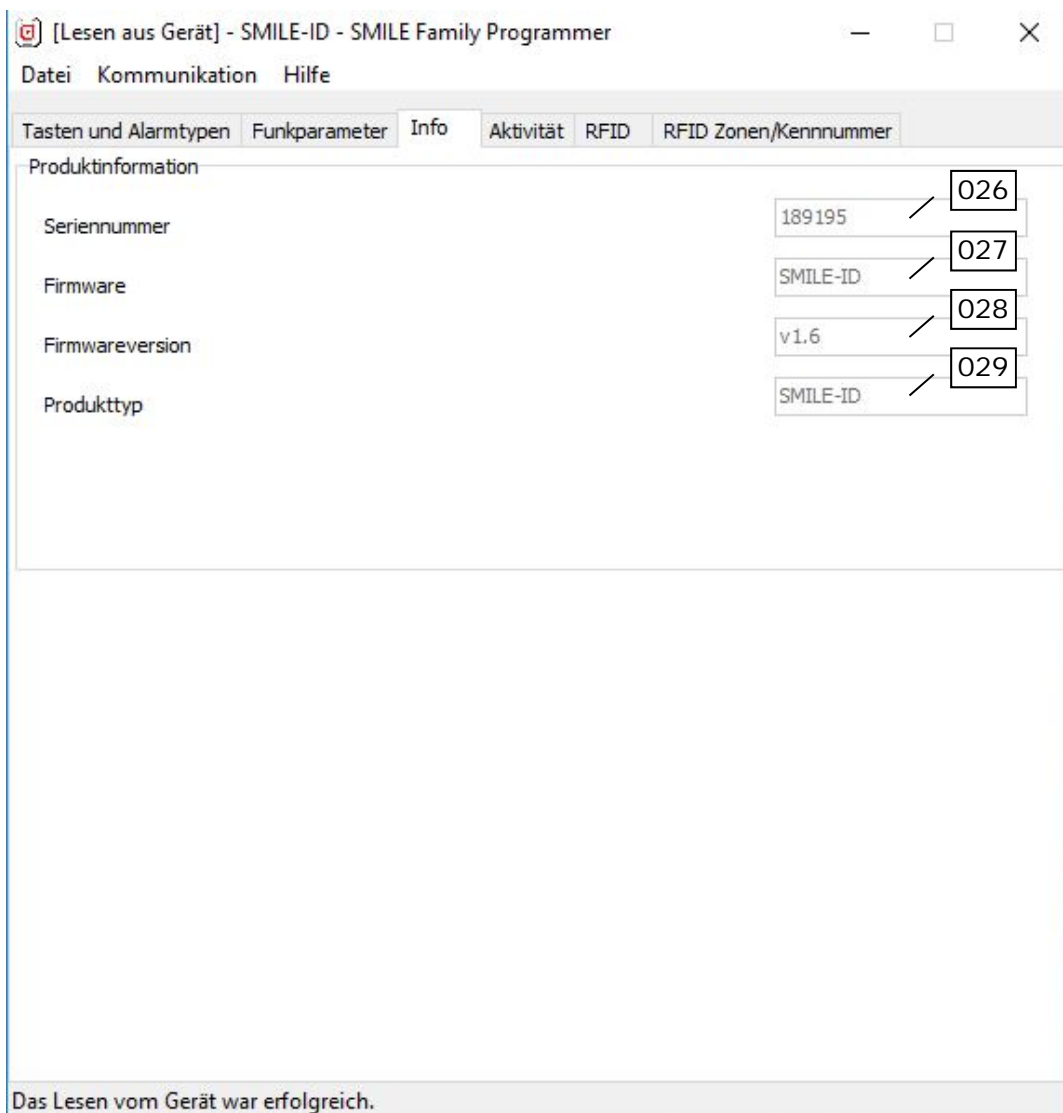 [Lesen aus Gerät] - SMILE-ID - SMILE Family Programmer
Datei Kommunikation Hilfe
Tasten und Alarmtypen Funkparameter Info Aktivität RFID RFID Zonen/Kennnummer
Produktinformation
Seriennummer 189195 026
Firmware SMILE-ID 027
Firmwareversion v1.6 028
Produkttyp SMILE-ID 029
Das Lesen vom Gerät war erfolgreich.